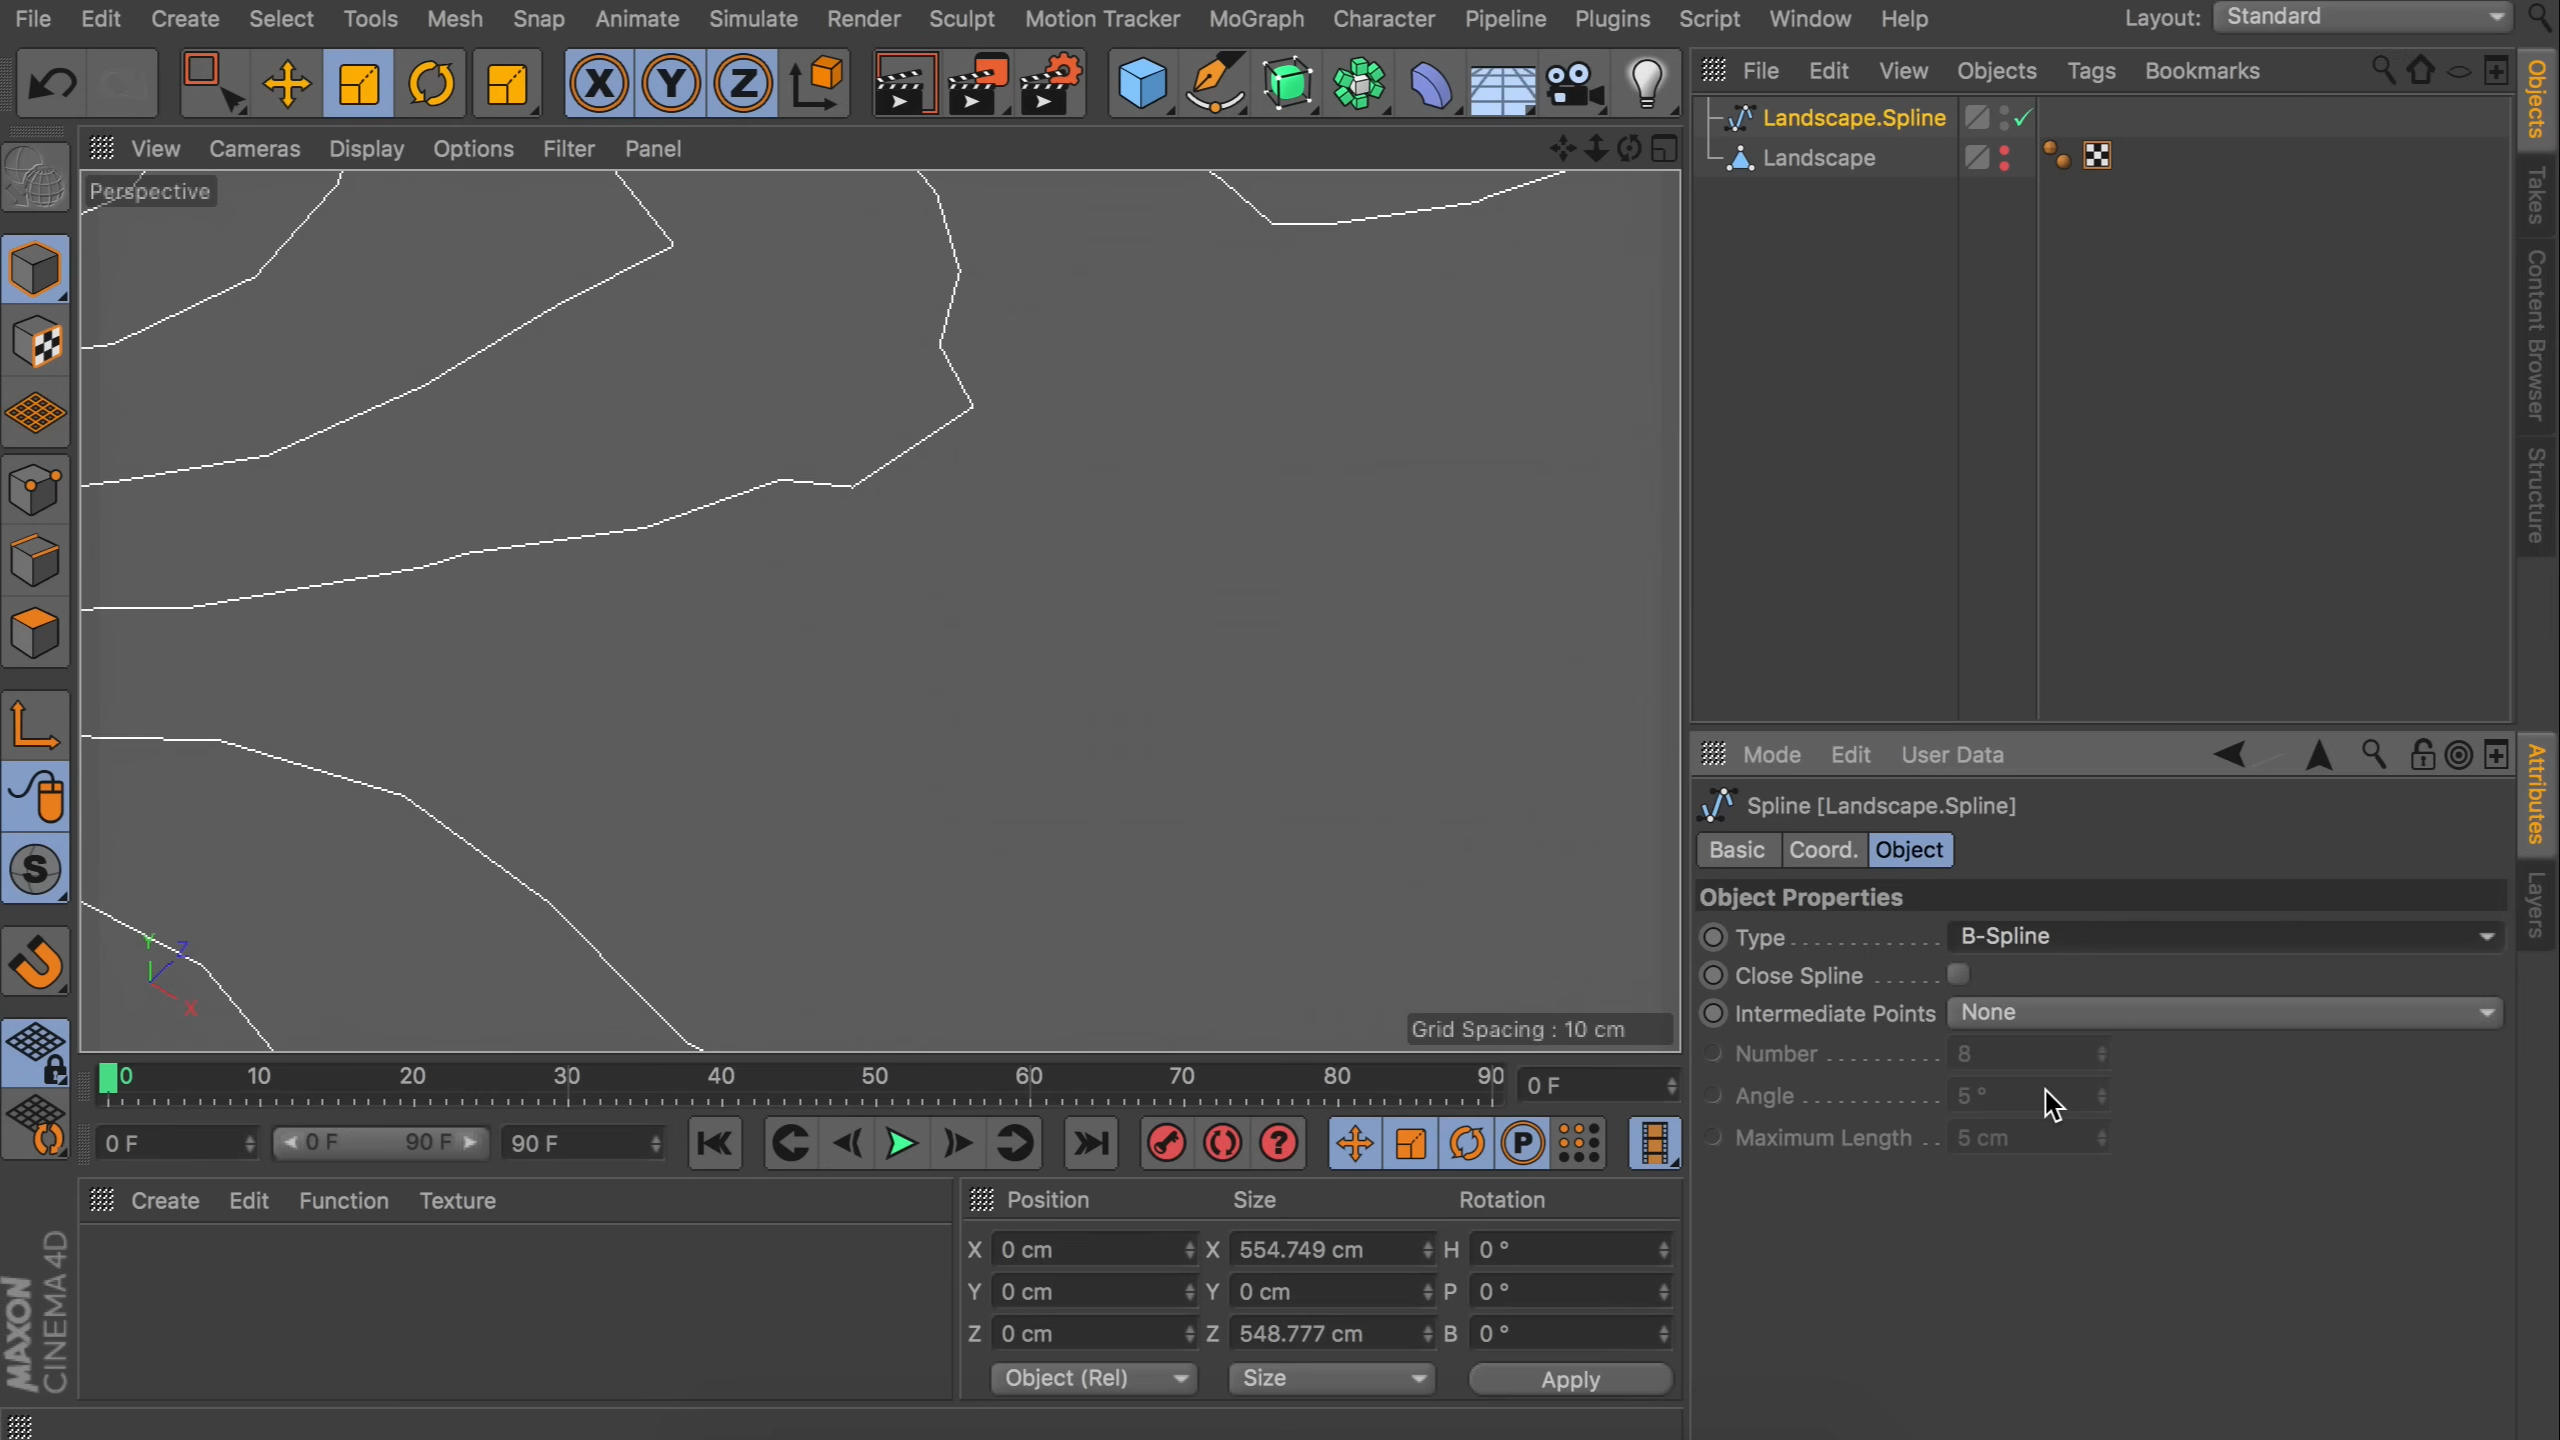 File Edit Create Select Tools Mesh Snap Animate Simulate Render Sculpt Motion Tracker MoGraph Character Pipeline Plugins Script Window Help Layout: Standard
X Y Z
File Edit View Objects Tags Bookmarks
Objects
Takes
Content Browser
Structure
Landscape.Spline
Landscape
View Cameras Display Options Filter Panel
Perspective
Y Z
X
Grid Spacing : 10 cm
S
Mode Edit User Data
Attributes
Layers
Spline [Landscape.Spline]
Basic Coord. Object
Object Properties
Type B-Spline
Close Spline
Intermediate Points None
Number 8
Angle 5 °
Maximum Length 5 cm
0 10 20 30 40 50 60 70 80 90 0 F
0 F 0 F 90 F 90 F ? P
Create Edit Function Texture
Position Size Rotation
X 0 cm X 554.749 cm H 0 °
Y 0 cm Y 0 cm P 0 °
Z 0 cm Z 548.777 cm B 0 °
Object (Rel) Size Apply
MAXON
CINEMA 4D